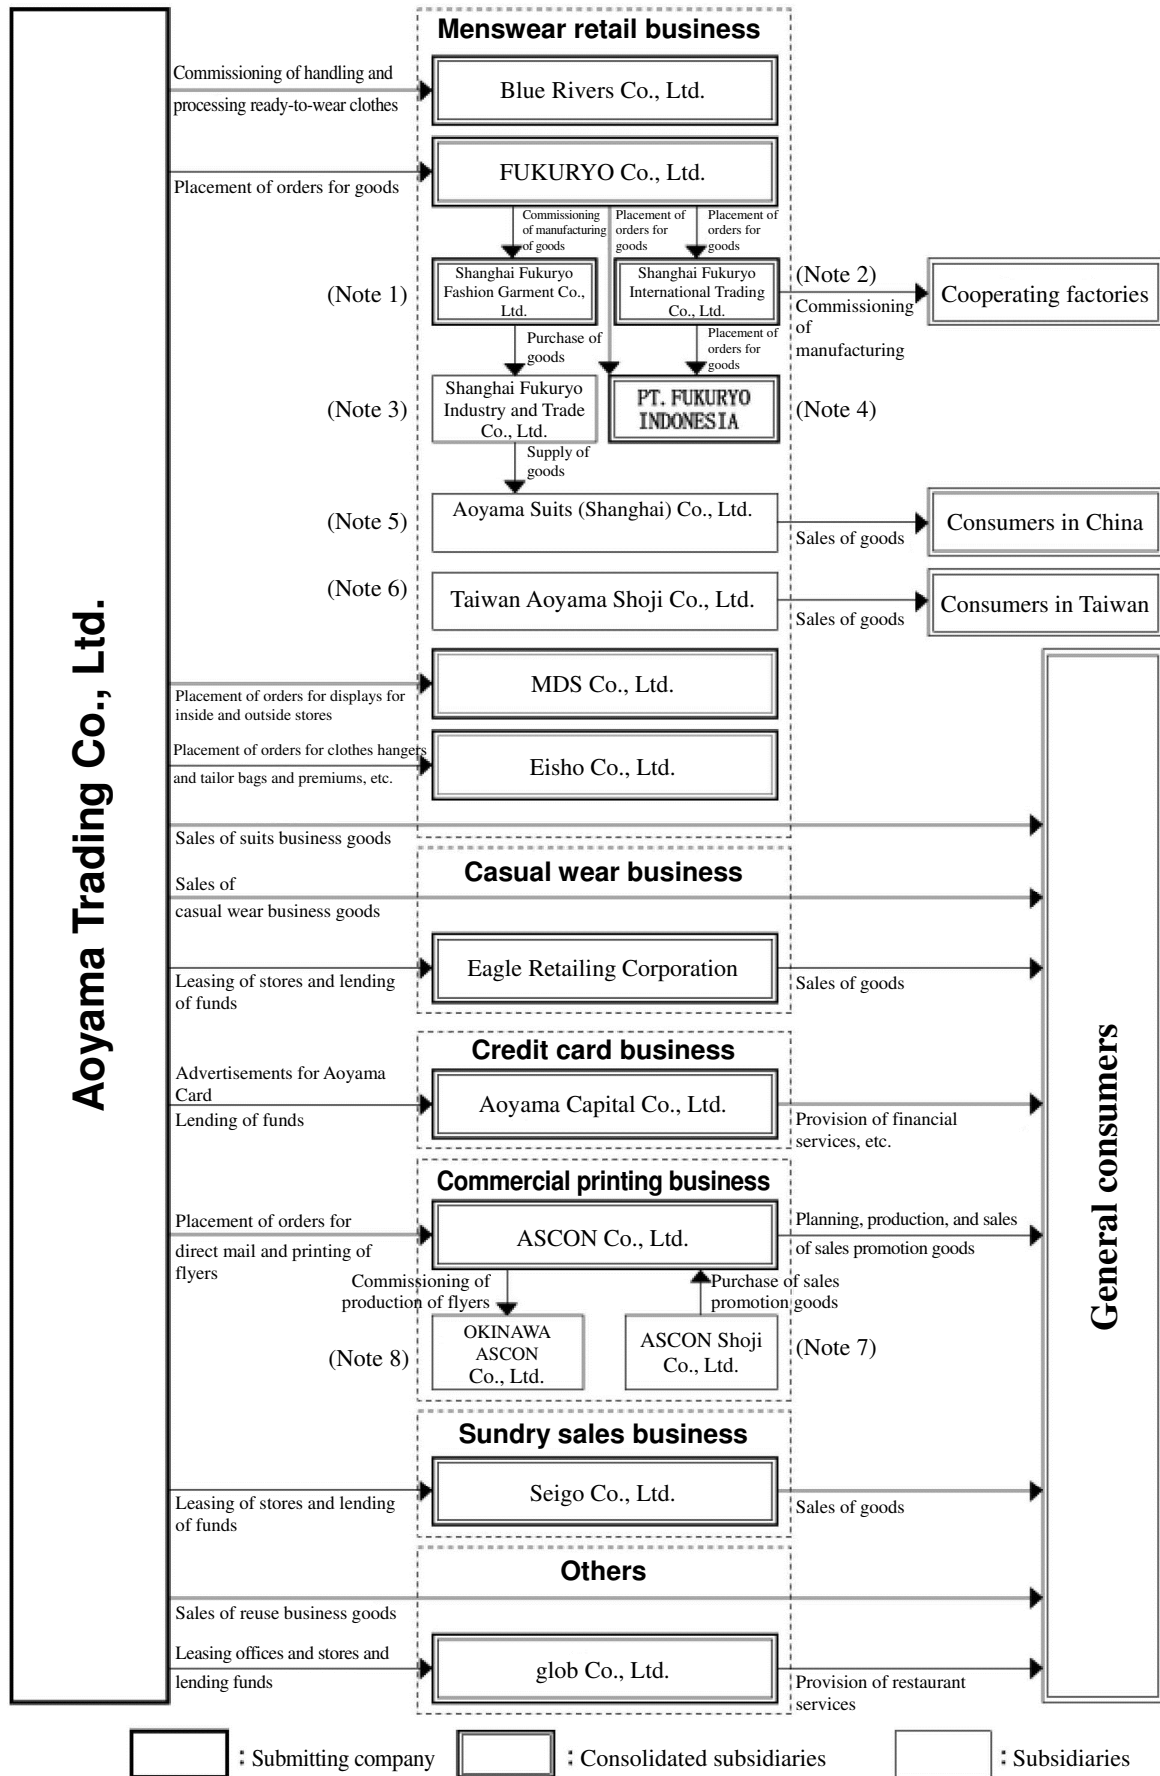 Aoyama Trading Co., Ltd.
Menswear retail business
Commissioning of handling and
processing ready-to-wear clothes
Blue Rivers Co., Ltd.
Placement of orders for goods
FUKURYO Co., Ltd.
Commissioning
of manufacturing
of goods
Placement of
orders for
goods
Placement of
orders for
goods
(Note 1)
Shanghai Fukuryo
Fashion Garment Co.,
Ltd.
Shanghai Fukuryo
International Trading
Co., Ltd.
(Note 2)
Commissioning
of
manufacturing
Cooperating factories
Purchase of
goods
Placement of
orders for
goods
(Note 3)
Shanghai Fukuryo
Industry and Trade
Co., Ltd.
PT. FUKURYO
INDONESIA
(Note 4)
Supply of
goods
(Note 5)
Aoyama Suits (Shanghai) Co., Ltd.
Sales of goods
Consumers in China
(Note 6)
Taiwan Aoyama Shoji Co., Ltd.
Sales of goods
Consumers in Taiwan
Placement of orders for displays for
inside and outside stores
MDS Co., Ltd.
Placement of orders for clothes hangers
and tailor bags and premiums, etc.
Eisho Co., Ltd.
Sales of suits business goods
Casual wear business
Sales of
casual wear business goods
Leasing of stores and lending
of funds
Eagle Retailing Corporation
Sales of goods
Credit card business
Advertisements for Aoyama
Card
Lending of funds
Aoyama Capital Co., Ltd.
Provision of financial
services, etc.
Commercial printing business
Placement of orders for
direct mail and printing of
flyers
ASCON Co., Ltd.
Planning, production, and sales
of sales promotion goods
Commissioning of
production of flyers
Purchase of sales
promotion goods
(Note 8)
OKINAWA
ASCON
Co., Ltd.
ASCON Shoji
Co., Ltd.
(Note 7)
Sundry sales business
Leasing of stores and lending
of funds
Seigo Co., Ltd.
Sales of goods
Others
Sales of reuse business goods
Leasing offices and stores and
lending funds
glob Co., Ltd.
Provision of restaurant
services
General consumers
: Submitting company
: Consolidated subsidiaries
: Subsidiaries